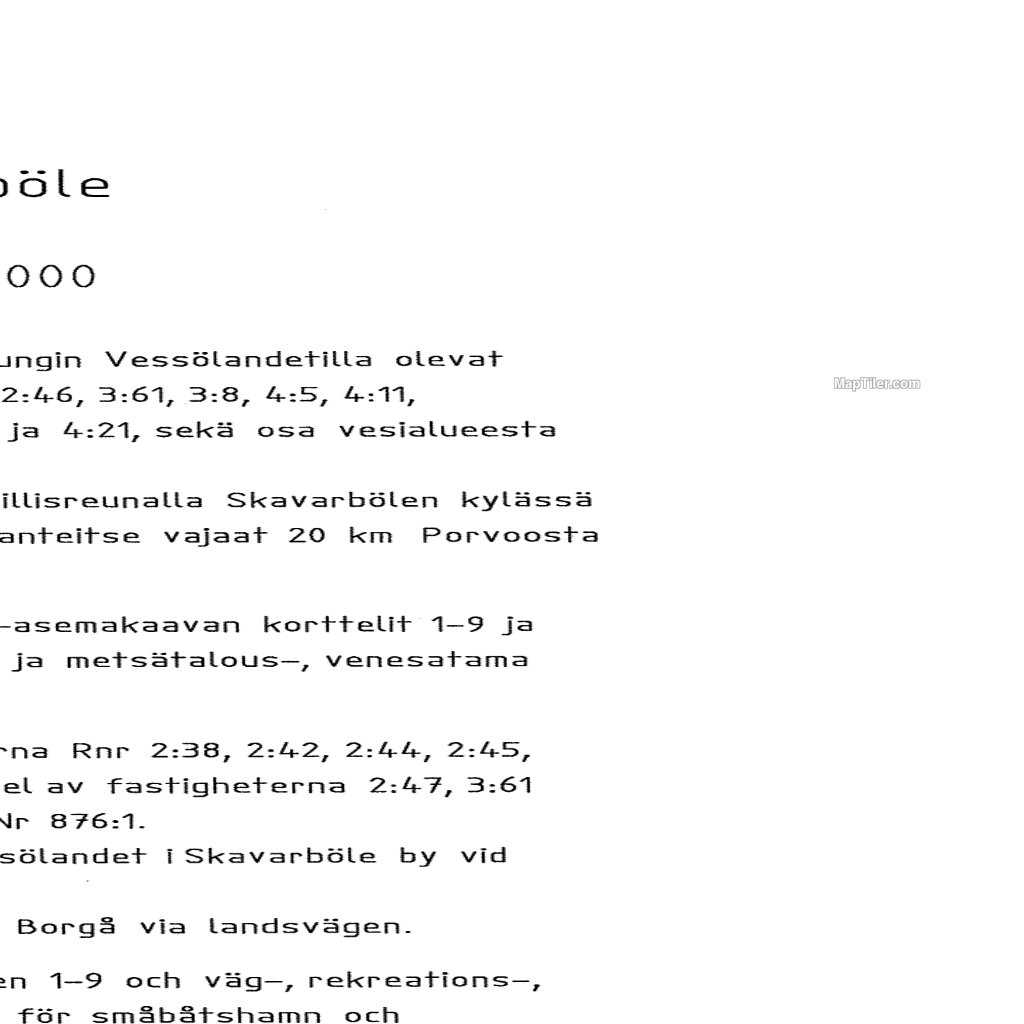 böle
000
ungin Vessölandetilla olevat
2:46, 3:61, 3:8, 4:5, 4:11,
ja 4:21, sekä osa vesialueesta
illisreunalla Skavarbölen kylässä
anteitse vajaat 20 km Porvoosta
-asemakaavan korttelit 1-9 ja
ja metsätalous-, venesatama
rna Rnr 2:38, 2:42, 2:44, 2:45,
el av fastigheterna 2:47, 3:61
Nr 876:1.
sölandet i Skavarböle by vid
Borgå via landsvägen.
en 1-9 och väg-, rekreations-,
för småbåtshamn och
MapTiler.com